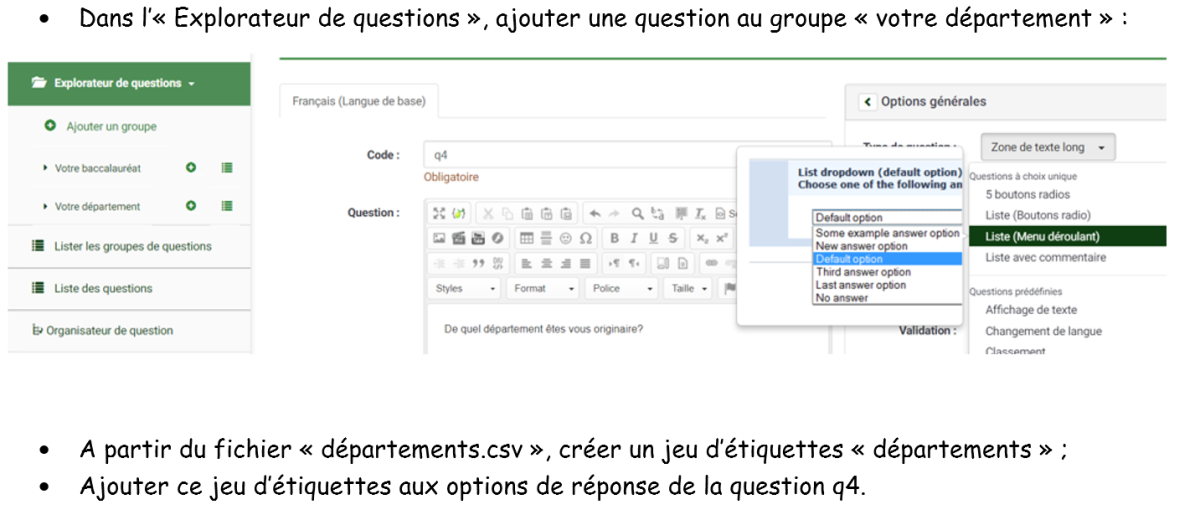 • Dans l'« Explorateur de questions », ajouter une question au groupe « votre département » :
Explorateur de questions
Ajouter un groupe
Votre baccalauréat
Votre département
Lister les groupes de questions
Liste des questions
Organisateur de question
Français (Langue de base)
Code :
q4
Obligatoire
Question :
Styles
Format
Police
Taille
De quel département êtes vous originaire?
Options générales
Type de question :
Zone de texte long
List dropdown (default option)
Choose one of the following an
Default option
Some example answer option
New answer option
Default option
Third answer option
Last answer option
No answer
Questions à choix unique
5 boutons radios
Liste (Boutons radio)
Liste (Menu déroulant)
Liste avec commentaire
Questions prédéfinies
Affichage de texte
Validation :
Changement de langue
Classement
• A partir du fichier « départements.csv », créer un jeu d'étiquettes « départements » ;
• Ajouter ce jeu d'étiquettes aux options de réponse de la question q4.